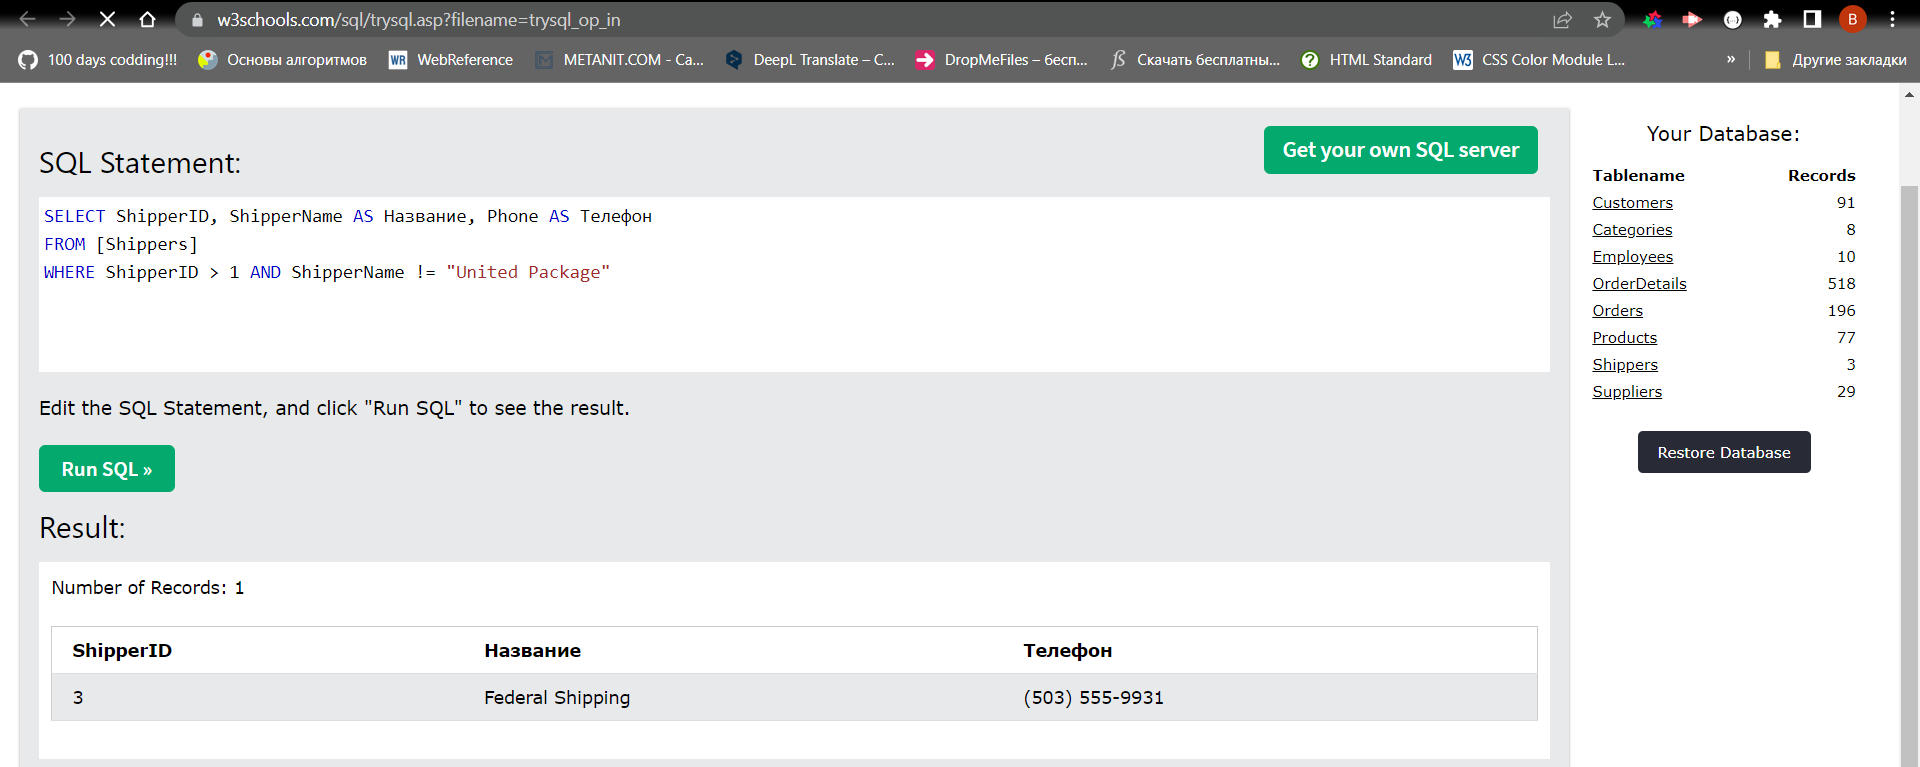 w3schools.com/sql/trysql.asp?filename=trysql_op_in
B
100 days codding!!!
Основы алгоритмов
WR WebReference
M METANIT.COM - Са...
DeepL Translate – С...
DropMeFiles – бесп...
fs Скачать бесплатны...
? HTML Standard
W3 CSS Color Module L...
»
Другие закладки
Get your own SQL server
SQL Statement:
SELECT ShipperID, ShipperName AS Название, Phone AS Телефон
FROM [Shippers]
WHERE ShipperID > 1 AND ShipperName != "United Package"
Edit the SQL Statement, and click "Run SQL" to see the result.
Run SQL »
Result:
Number of Records: 1
ShipperID Название Телефон
3 Federal Shipping (503) 555-9931
Your Database:
Tablename Records
Customers 91
Categories 8
Employees 10
OrderDetails 518
Orders 196
Products 77
Shippers 3
Suppliers 29
Restore Database